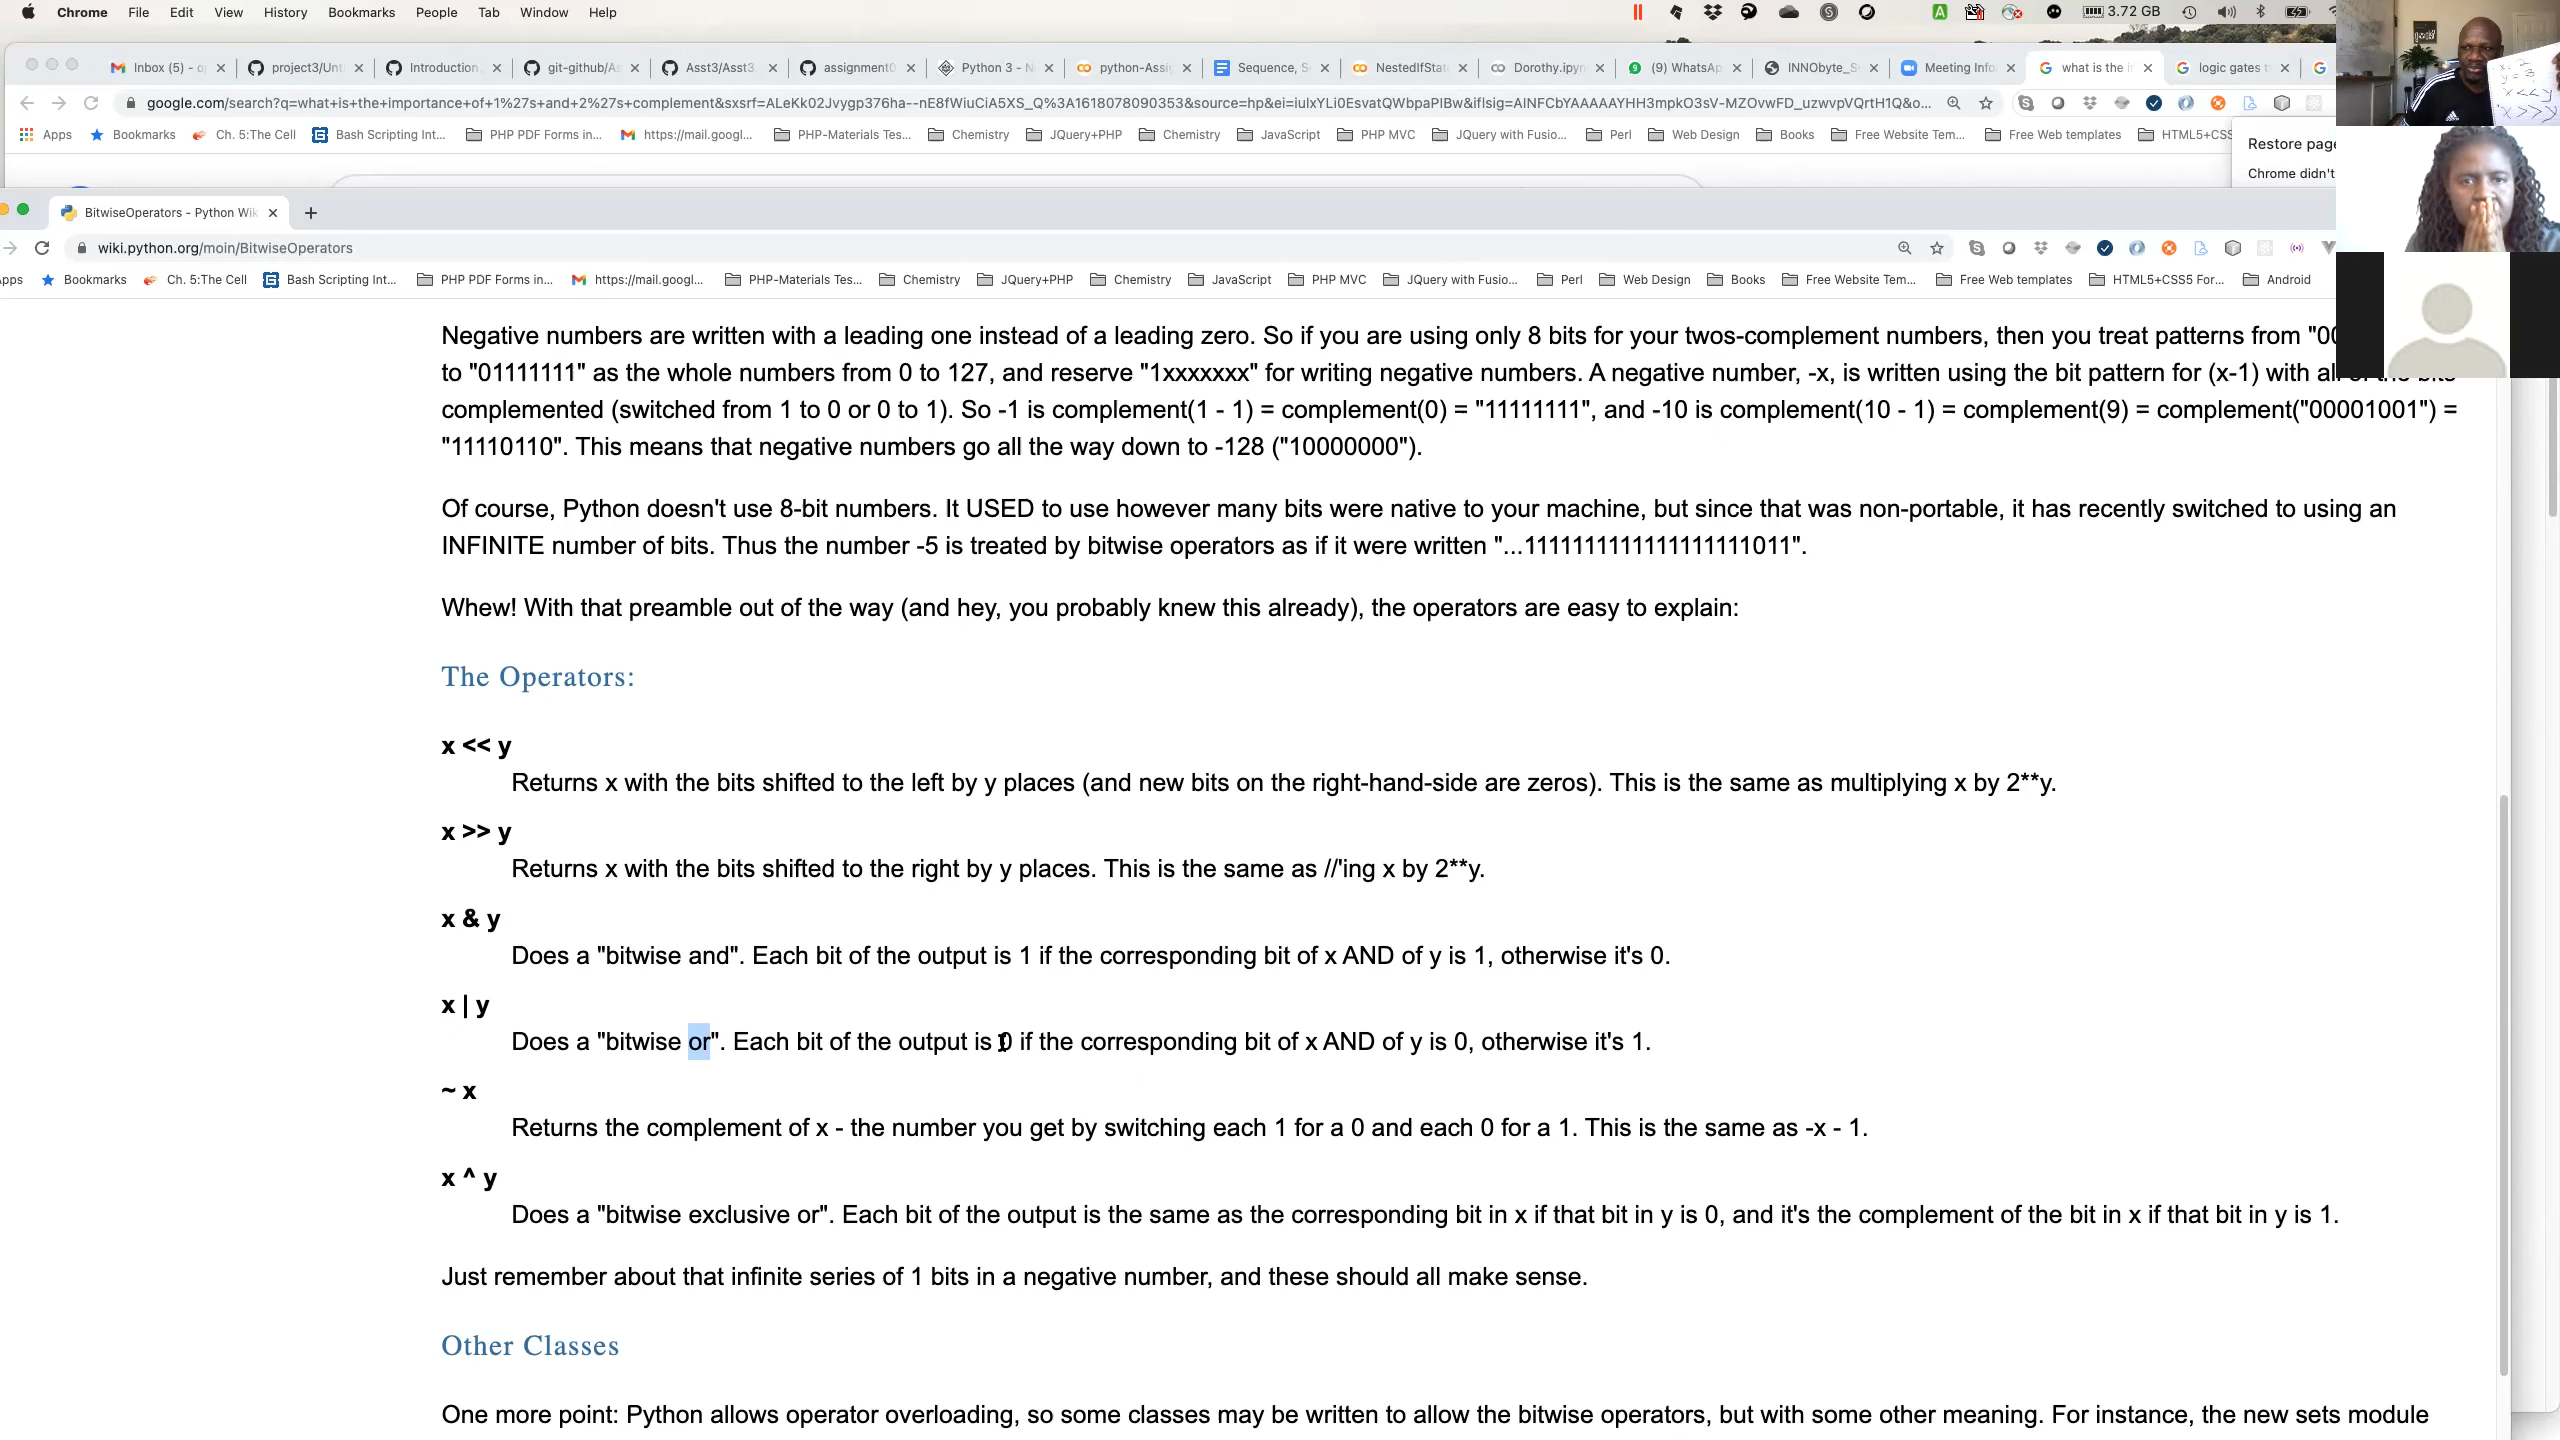 Chrome File Edit View History Bookmarks People Tab Window Help 3.72 GB
Inbox (5) - o project3/Unt Introduction git-github/As Asst3/Asst3. assignment0 Python 3 - N python-Assig Sequence, S NestedIfStat Dorothy.ipyn (9) WhatsAp INNObyte_S Meeting Info what is the i logic gates t
google.com/search?q=what+is+the+importance+of+1%27s+and+2%27s+complement&sxsrf=
Apps Bookmarks Ch. 5:The Cell Bash Scripting Int... PHP PDF Forms in... https://mail.googl... PHP-Materials Tes... Chemistry JQuery+PHP Chemistry JavaScript PHP MVC JQuery with Fusio... Perl Web Design Books Free Website Tem... Free Web templates HTML5+CSS
Restore page
Chrome didn't
x<<y
x>>y
BitwiseOperators - Python Wik
wiki.python.org/moin/BitwiseOperators
pps Bookmarks Ch. 5:The Cell Bash Scripting Int... PHP PDF Forms in... https://mail.googl... PHP-Materials Tes... Chemistry JQuery+PHP Chemistry JavaScript PHP MVC JQuery with Fusio... Perl Web Design Books Free Website Tem... Free Web templates HTML5+CSS5 For... Android
Negative numbers are written with a leading one instead of a leading zero. So if you are using only 8 bits for your twos-complement numbers, then you treat patterns from "00
to "01111111" as the whole numbers from 0 to 127, and reserve "1xxxxxxx" for writing negative numbers. A negative number, -x, is written using the bit pattern for (x-1) with all of the bits
complemented (switched from 1 to 0 or 0 to 1). So -1 is complement(1 - 1) = complement(0) = "11111111", and -10 is complement(10 - 1) = complement(9) = complement("00001001") =
"11110110". This means that negative numbers go all the way down to -128 ("10000000").
Of course, Python doesn't use 8-bit numbers. It USED to use however many bits were native to your machine, but since that was non-portable, it has recently switched to using an
INFINITE number of bits. Thus the number -5 is treated by bitwise operators as if it were written "...1111111111111111111011".
Whew! With that preamble out of the way (and hey, you probably knew this already), the operators are easy to explain:
The Operators:
x << y
Returns x with the bits shifted to the left by y places (and new bits on the right-hand-side are zeros). This is the same as multiplying x by 2**y.
x >> y
Returns x with the bits shifted to the right by y places. This is the same as //'ing x by 2**y.
x & y
Does a "bitwise and". Each bit of the output is 1 if the corresponding bit of x AND of y is 1, otherwise it's 0.
x | y
Does a "bitwise or". Each bit of the output is 0 if the corresponding bit of x AND of y is 0, otherwise it's 1.
~ x
Returns the complement of x - the number you get by switching each 1 for a 0 and each 0 for a 1. This is the same as -x - 1.
x ^ y
Does a "bitwise exclusive or". Each bit of the output is the same as the corresponding bit in x if that bit in y is 0, and it's the complement of the bit in x if that bit in y is 1.
Just remember about that infinite series of 1 bits in a negative number, and these should all make sense.
Other Classes
One more point: Python allows operator overloading, so some classes may be written to allow the bitwise operators, but with some other meaning. For instance, the new sets module